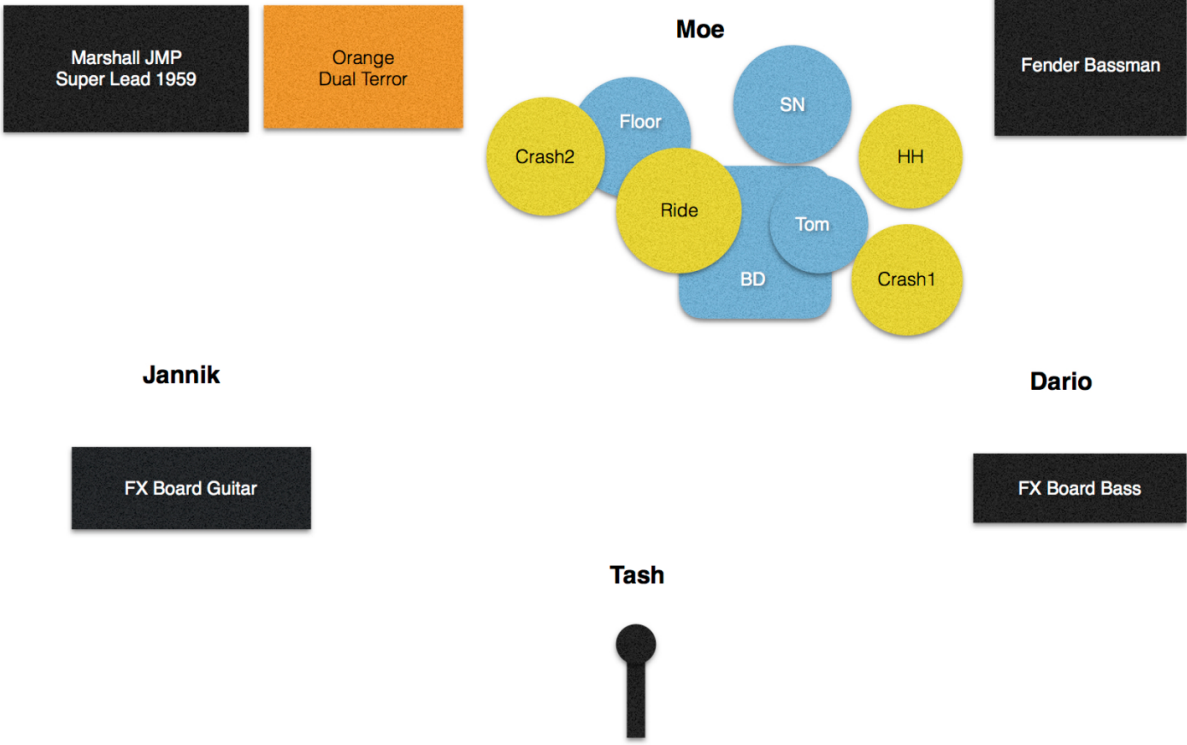 Moe
Marshall JMP
Super Lead 1959
Orange
Dual Terror
Fender Bassman
SN
Floor
Crash2
HH
Ride
Tom
BD
Crash1
Jannik
Dario
FX Board Guitar
FX Board Bass
Tash